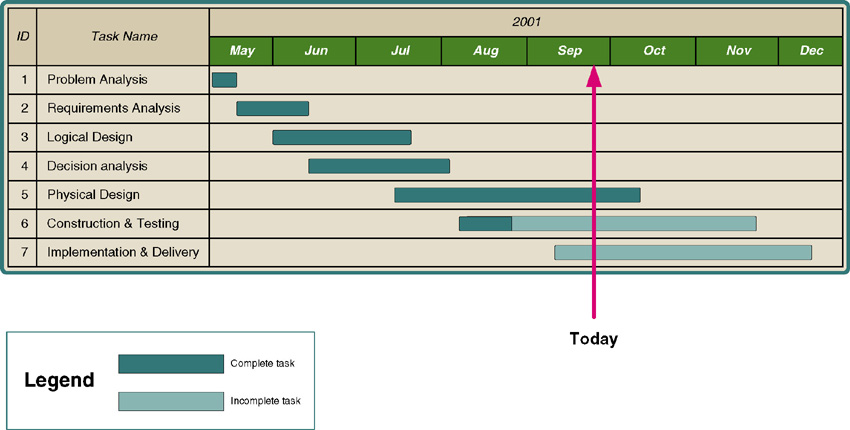 2001
ID Task Name
May Jun Jul Aug Sep Oct Nov Dec
1 Problem Analysis
2 Requirements Analysis
3 Logical Design
4 Decision analysis
5 Physical Design
6 Construction & Testing
7 Implementation & Delivery
Today
Legend
Complete task
Incomplete task